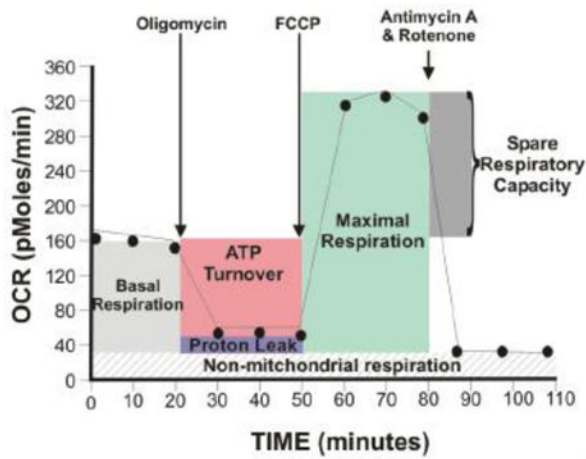 Oligomycin
FCCP
Antimycin A
& Rotenone
OCR (pMoles/min)
360
320
280
240
200
160
120
80
40
0
Basal
Respiration
ATP
Turnover
Proton Leak
Maximal
Respiration
Spare
Respiratory
Capacity
Non-mitchondrial respiration
0 10 20 30 40 50 60 70 80 90 100 110
TIME (minutes)